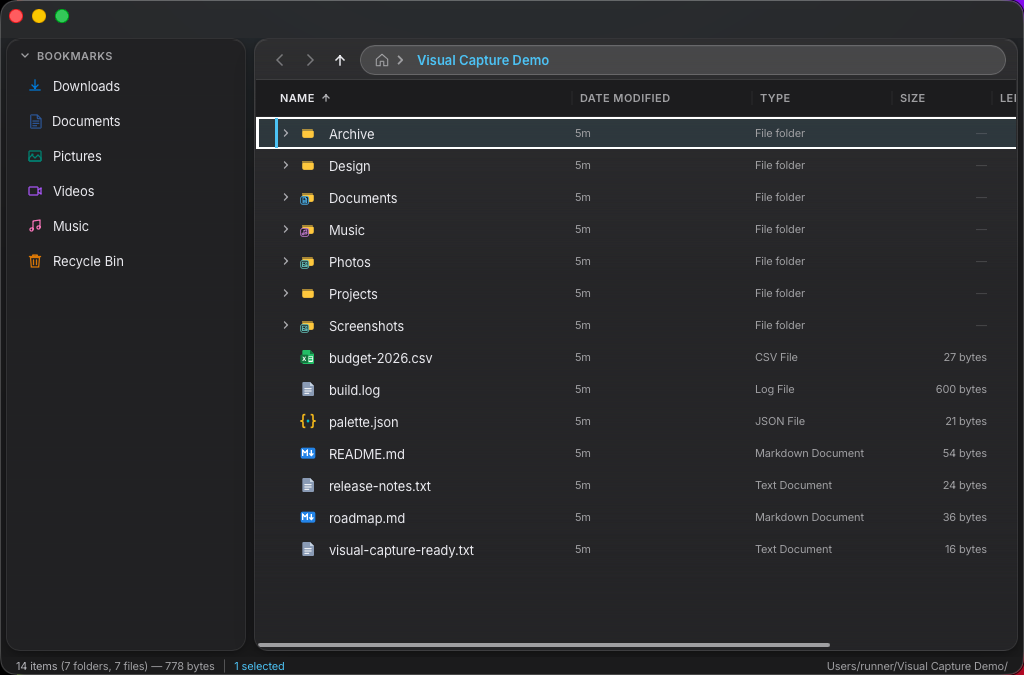 BOOKMARKS
Downloads
Documents
Pictures
Videos
Music
Recycle Bin
Visual Capture Demo
NAME DATE MODIFIED TYPE SIZE
Archive 5m File folder —
Design 5m File folder —
Documents 5m File folder —
Music 5m File folder —
Photos 5m File folder —
Projects 5m File folder —
Screenshots 5m File folder —
budget-2026.csv 5m CSV File 27 bytes
build.log 5m Log File 600 bytes
palette.json 5m JSON File 21 bytes
README.md 5m Markdown Document 54 bytes
release-notes.txt 5m Text Document 24 bytes
roadmap.md 5m Markdown Document 36 bytes
visual-capture-ready.txt 5m Text Document 16 bytes
14 items (7 folders, 7 files) — 778 bytes 1 selected Users/runner/Visual Capture Demo/